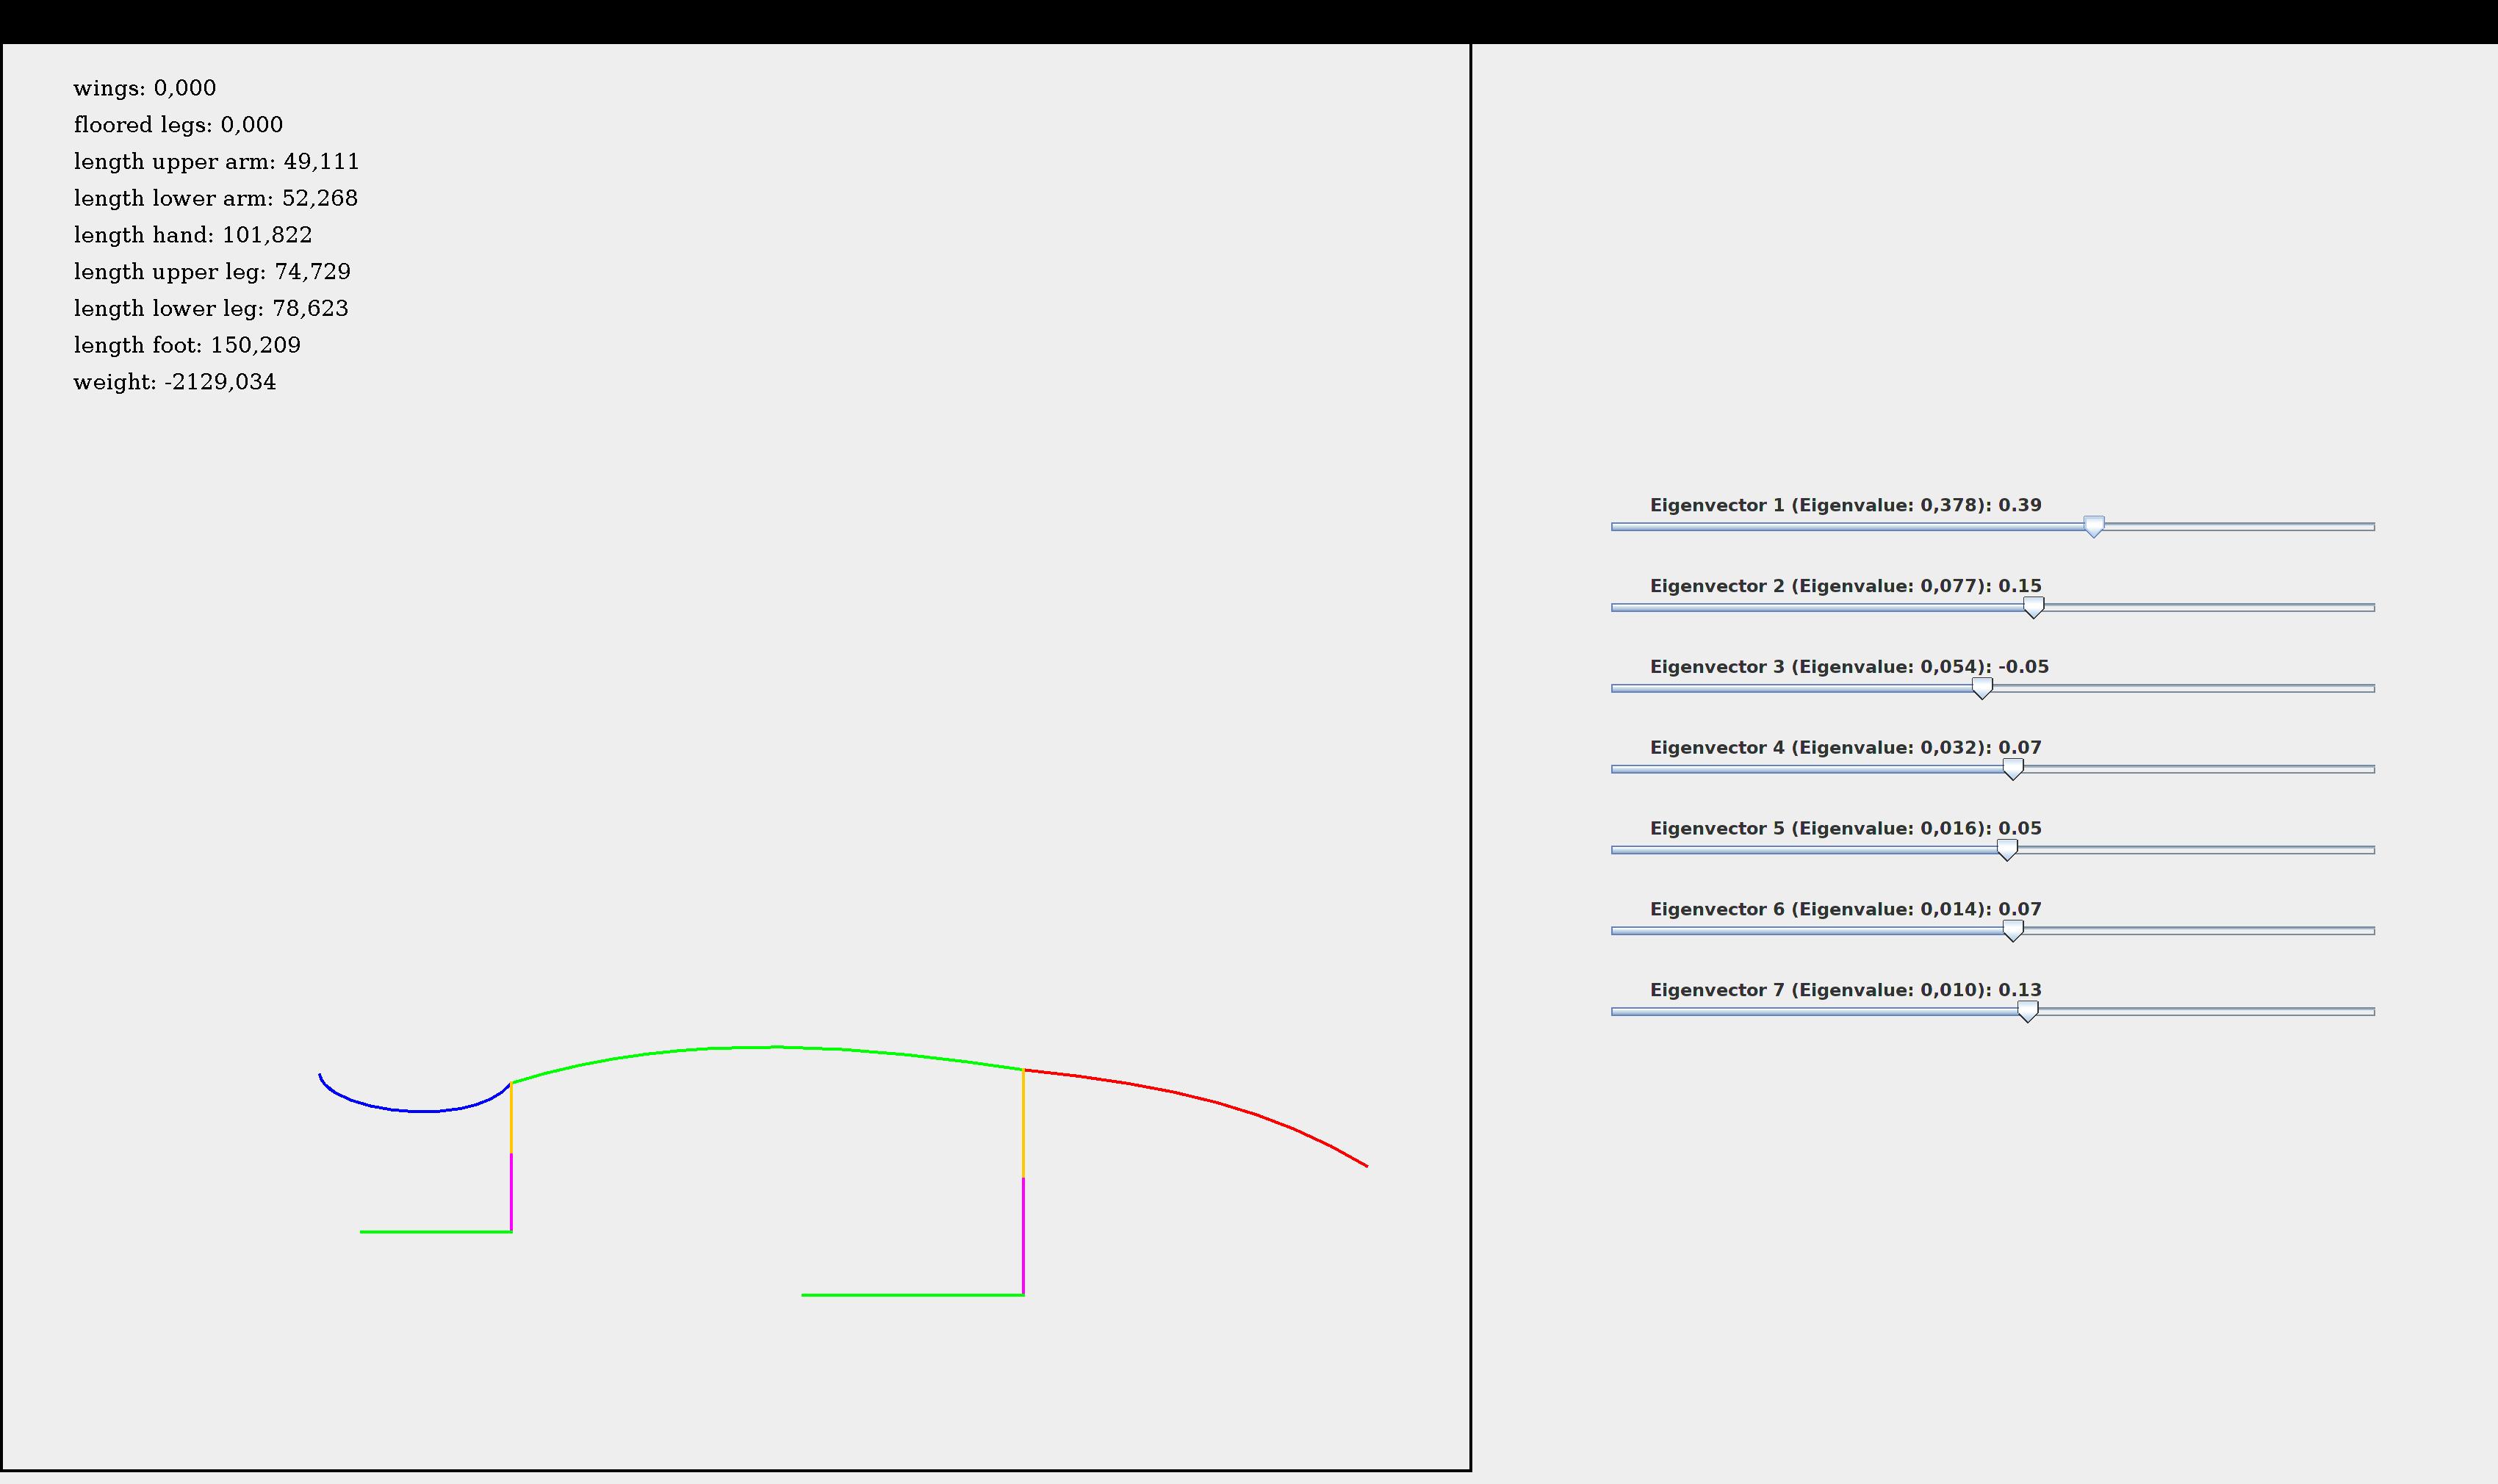 wings: 0,000
floored legs: 0,000
length upper arm: 49,111
length lower arm: 52,268
length hand: 101,822
length upper leg: 74,729
length lower leg: 78,623
length foot: 150,209
weight: -2129,034
Eigenvector 1 (Eigenvalue: 0,378): 0.39
Eigenvector 2 (Eigenvalue: 0,077): 0.15
Eigenvector 3 (Eigenvalue: 0,054): -0.05
Eigenvector 4 (Eigenvalue: 0,032): 0.07
Eigenvector 5 (Eigenvalue: 0,016): 0.05
Eigenvector 6 (Eigenvalue: 0,014): 0.07
Eigenvector 7 (Eigenvalue: 0,010): 0.13